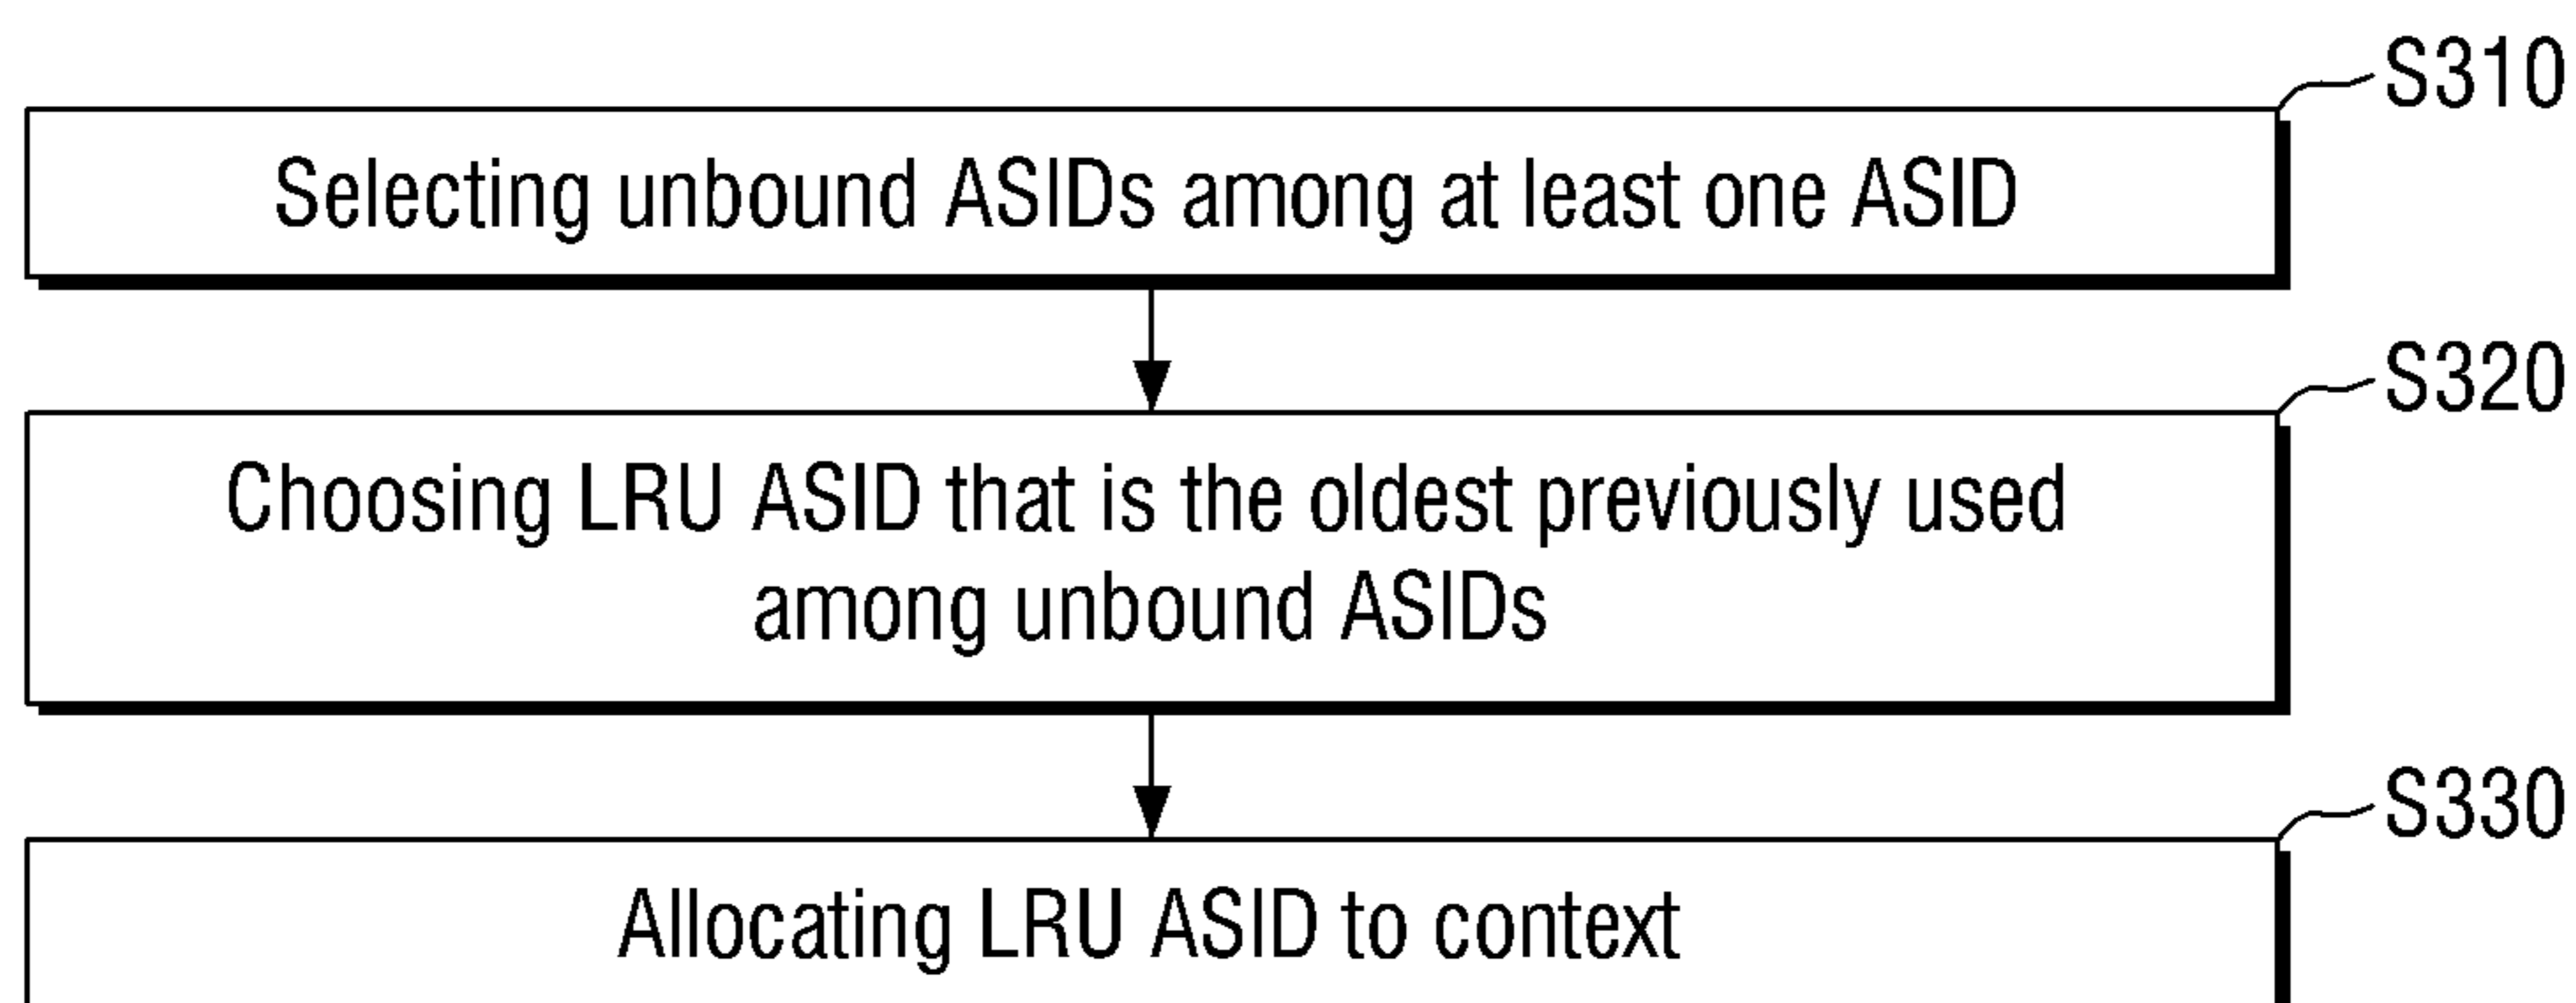 S310
Selecting unbound ASIDs among at least one ASID
S320
Choosing LRU ASID that is the oldest previously used
among unbound ASIDs
S330
Allocating LRU ASID to context